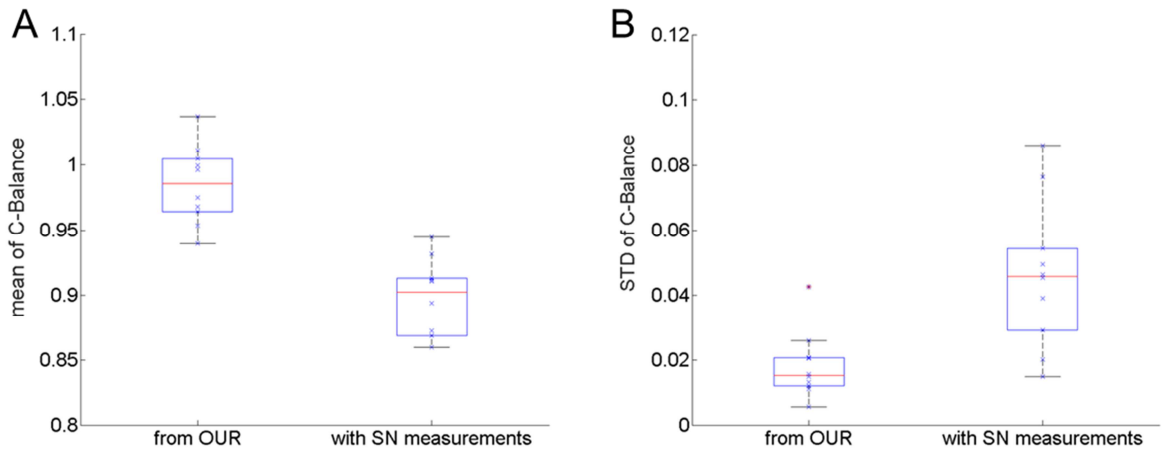 A
mean of C-Balance
1.1
1.05
1
0.95
0.9
0.85
0.8
from OUR with SN measurements
B
STD of C-Balance
0.12
0.1
0.08
0.06
0.04
0.02
0
from OUR with SN measurements